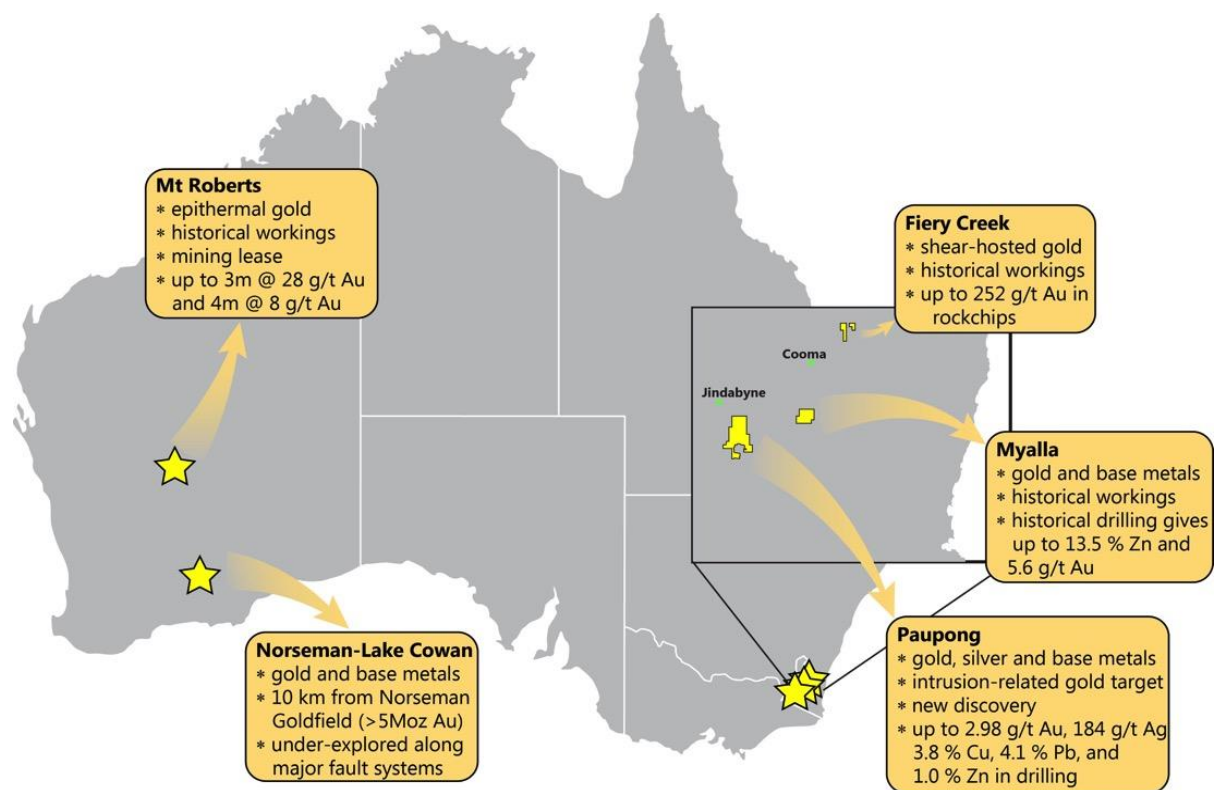 Mt Roberts
* epithermal gold
* historical workings
* mining lease
* up to 3m @ 28 g/t Au
and 4m @ 8 g/t Au
Fiery Creek
* shear-hosted gold
* historical workings
* up to 252 g/t Au in
rockchips
Cooma
Jindabyne
Myalla
* gold and base metals
* historical workings
* historical drilling gives
up to 13.5 % Zn and
5.6 g/t Au
Norseman-Lake Cowan
* gold and base metals
* 10 km from Norseman
Goldfield (>5Moz Au)
* under-explored along
major fault systems
Paupong
* gold, silver and base metals
* intrusion-related gold target
* new discovery
* up to 2.98 g/t Au, 184 g/t Ag
3.8 % Cu, 4.1 % Pb, and
1.0 % Zn in drilling